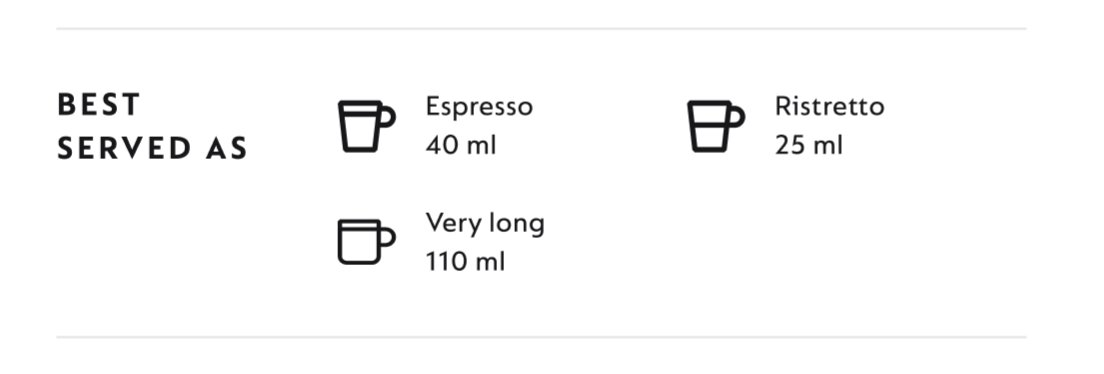 BEST
SERVED AS
Espresso
40 ml
Ristretto
25 ml
Very long
110 ml